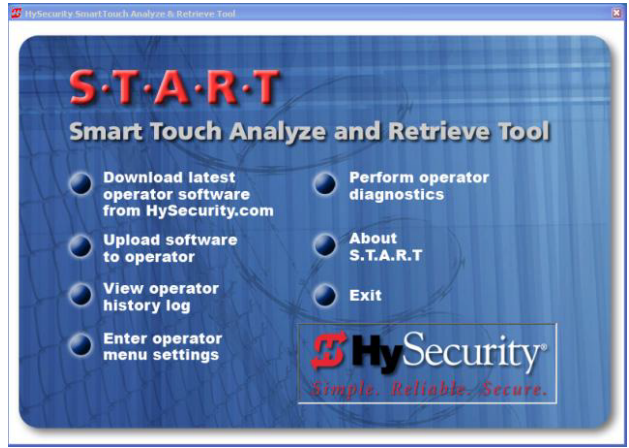 HySecurity SmartTouch Analyze & Retrieve Tool
S·T·A·R·T
Smart Touch Analyze and Retrieve Tool
Download latest
operator software
from HySecurity.com
Upload software
to operator
View operator
history log
Enter operator
menu settings
Perform operator
diagnostics
About
S.T.A.R.T
Exit
HySecurity®
Simple. Reliable. Secure.